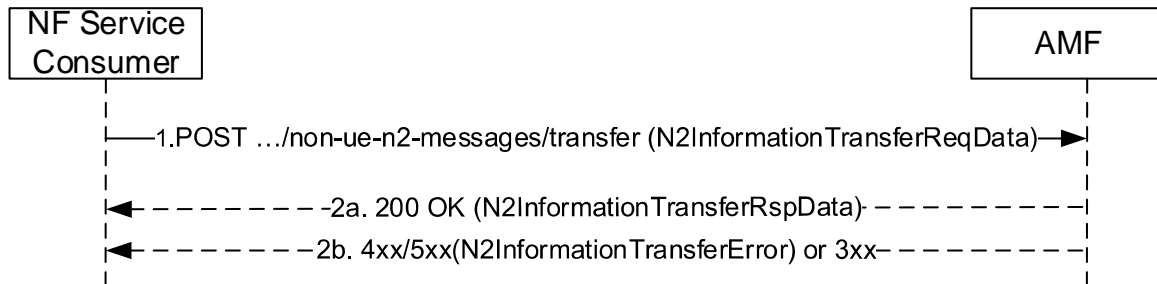 NF Service
Consumer
AMF
1.POST …/non-ue-n2-messages/transfer (N2InformationTransferReqData)
2a. 200 OK (N2InformationTransferRspData)
2b. 4xx/5xx(N2InformationTransferError) or 3xx